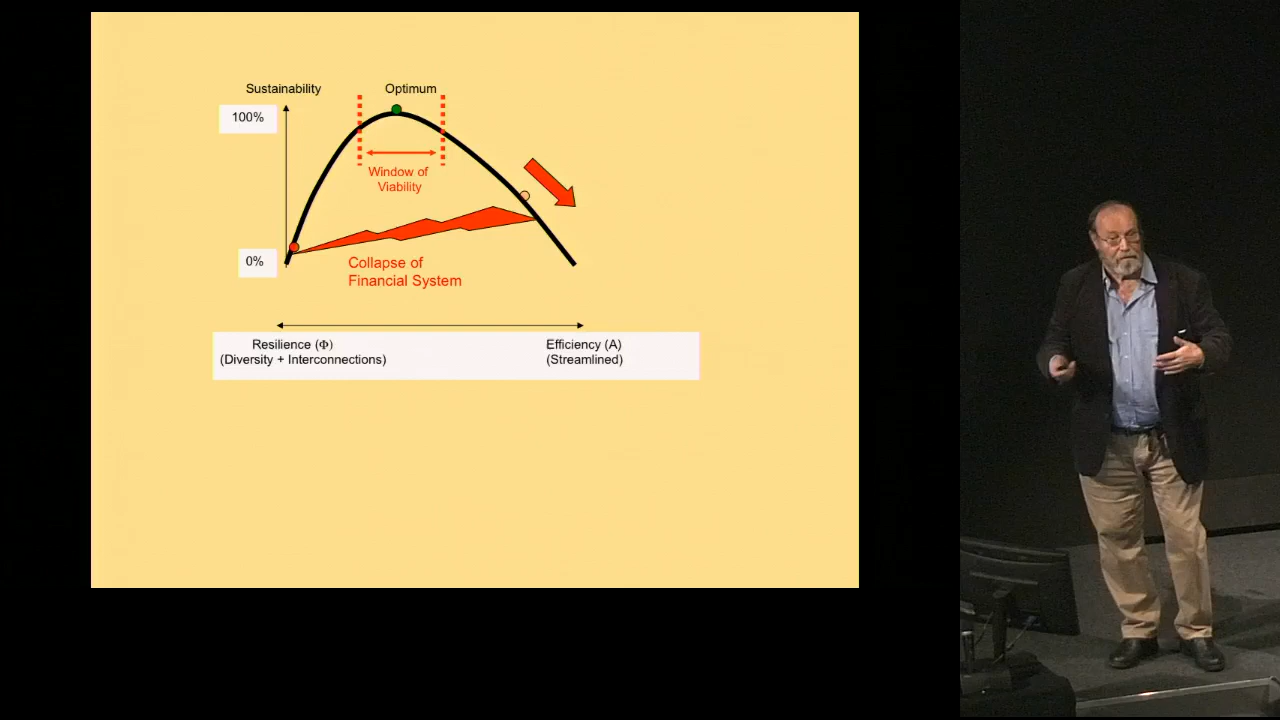 Sustainability
Optimum
100%
Window of
Viability
0%
Collapse of
Financial System
Resilience (Φ)
Efficiency (A)
(Diversity + Interconnections)
(Streamlined)